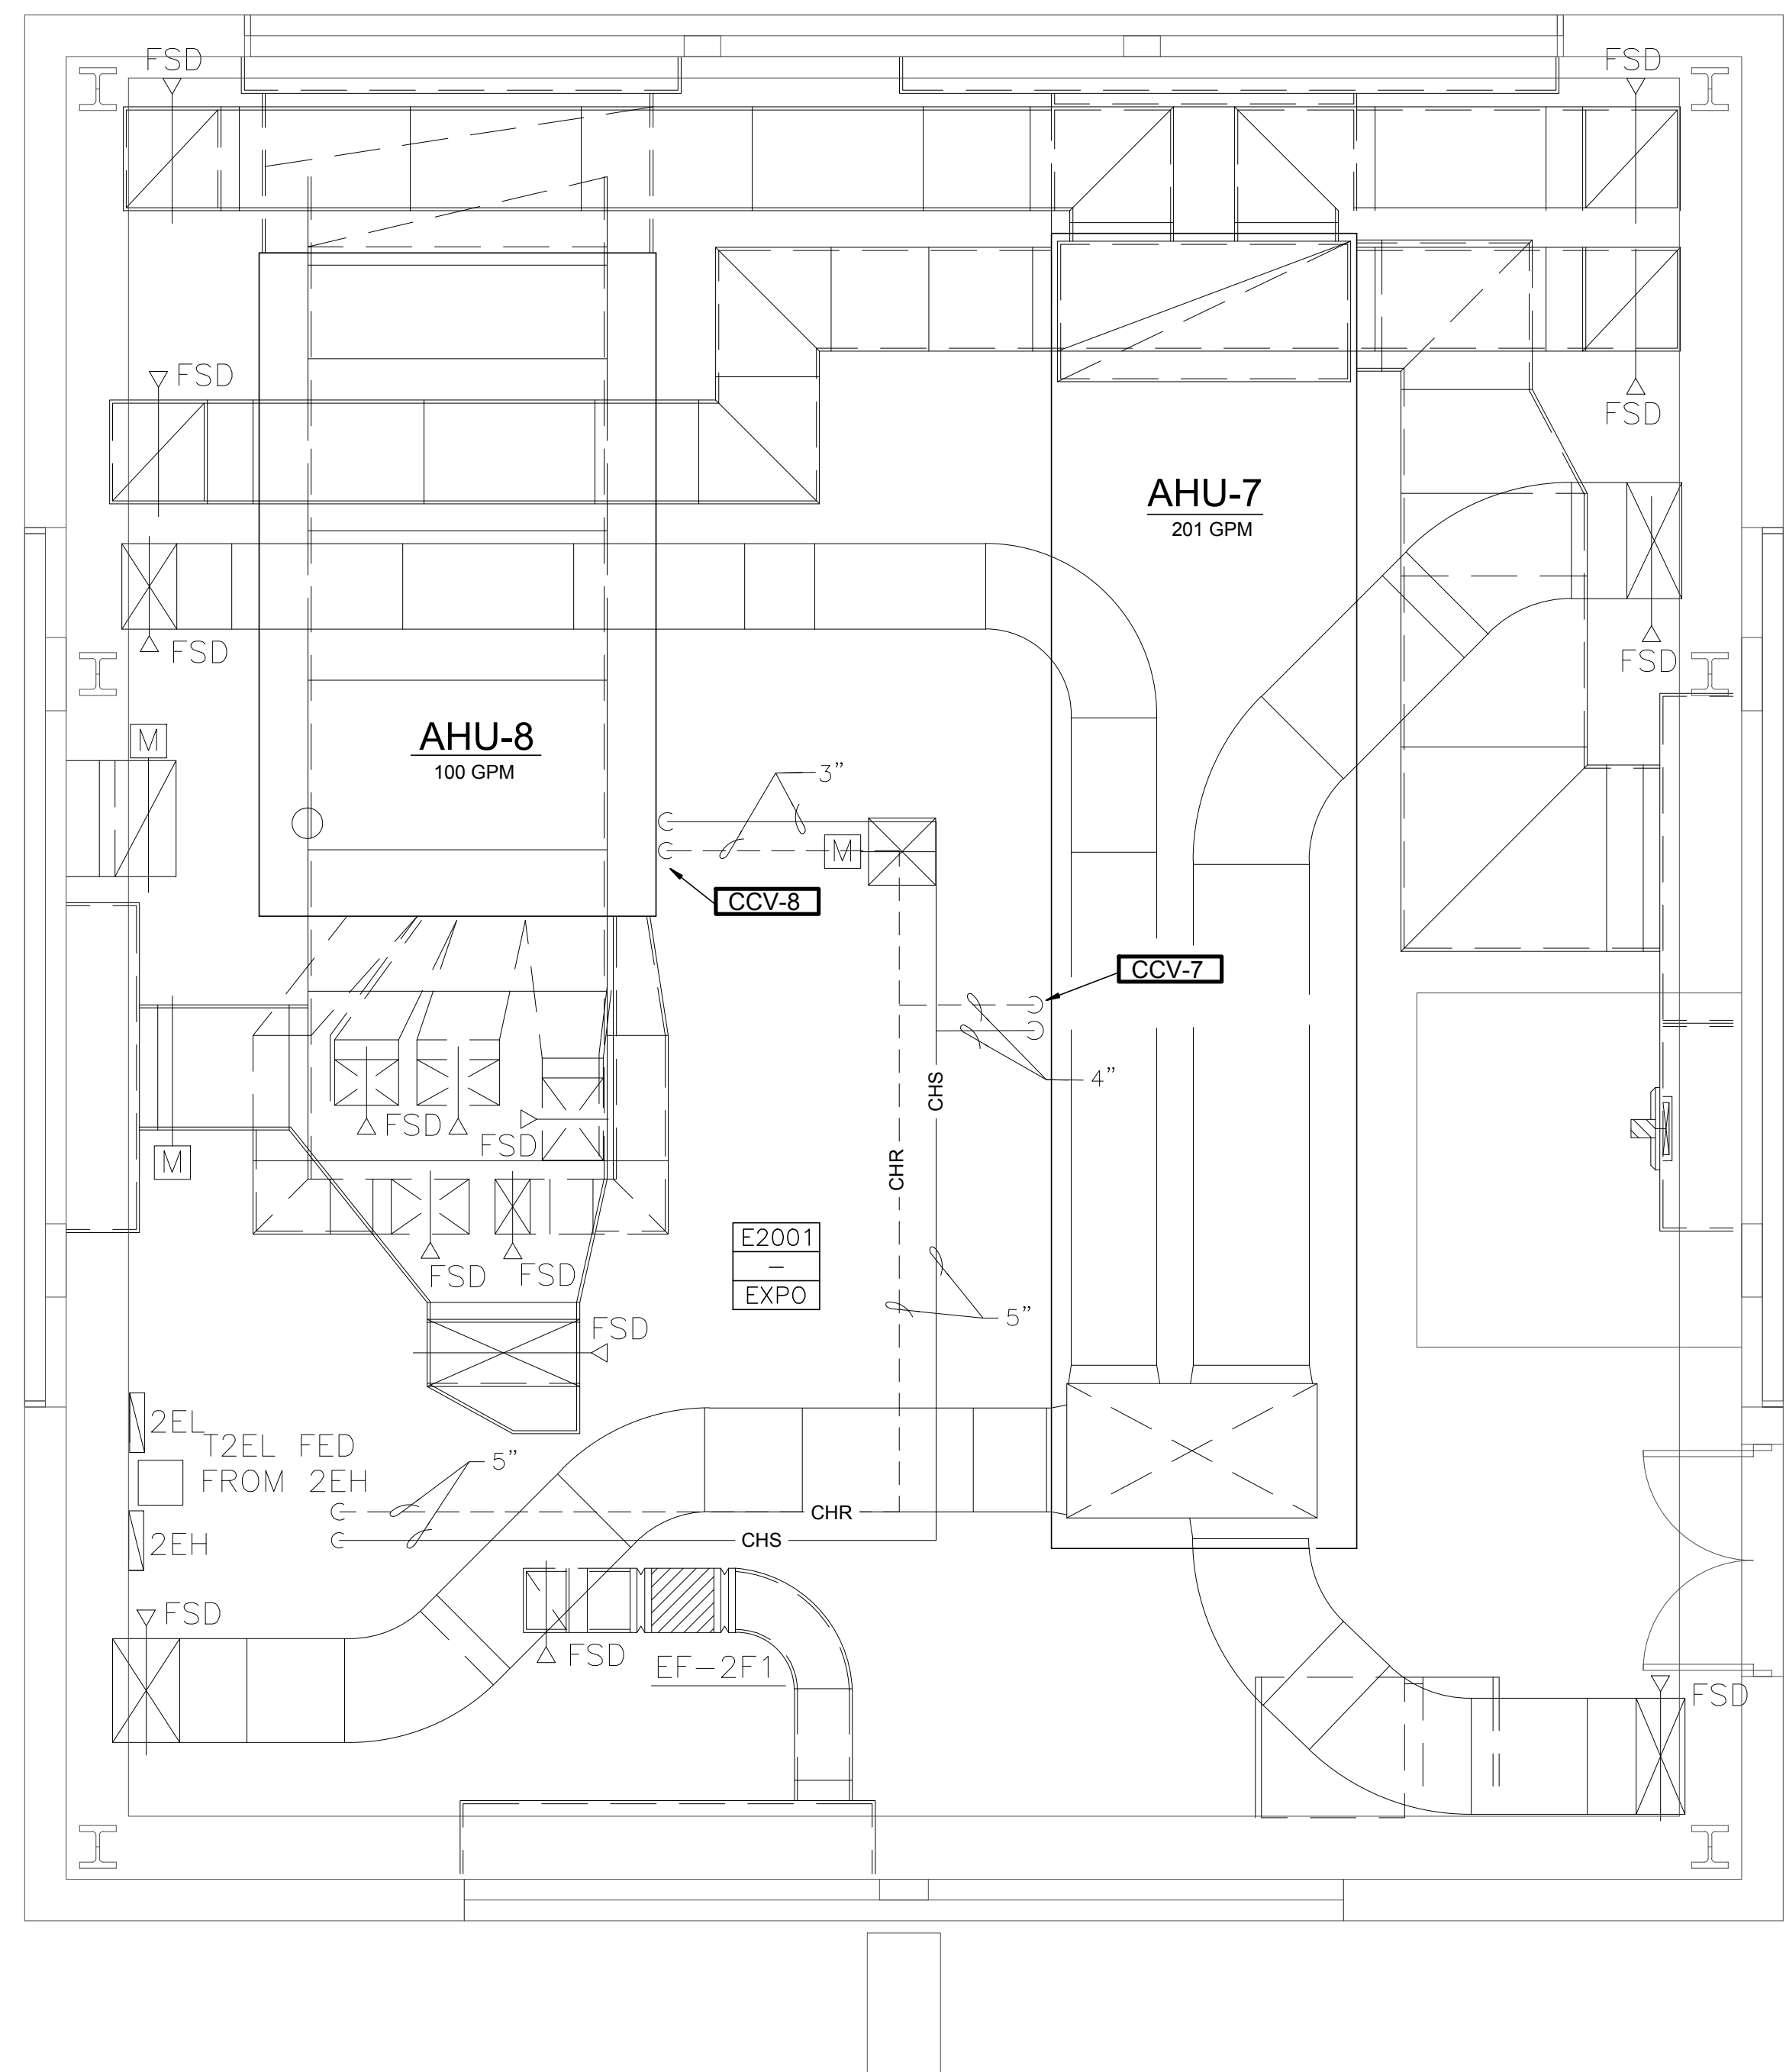 FSD
FSD
FSD
FSD
AHU-7
201 GPM
FSD
FSD
AHU-8
100 GPM
M
3”
M
CCV-8
CCV-7
4”
CHS
FSD
FSD
CHR
M
E2001
–
EXPO
FSD
FSD
5”
FSD
2EL
T2EL FED
FROM 2EH
5”
CHR
CHS
2EH
FSD
FSD
EF-2F1
FSD